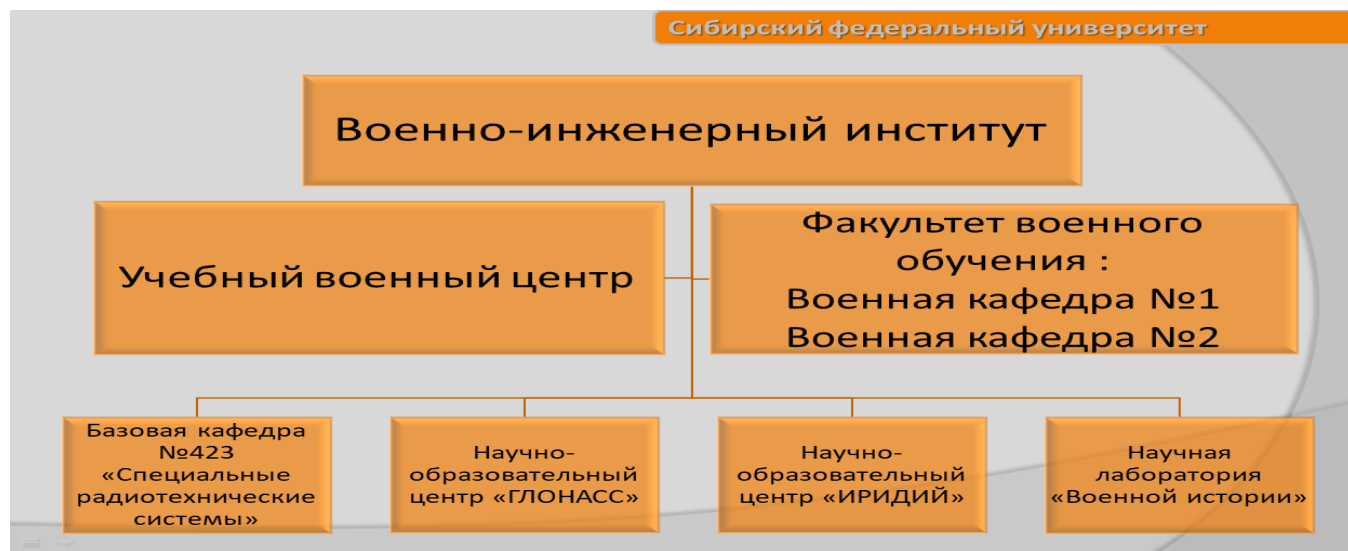 Сибирский федеральный университет
Военно-инженерный институт
Учебный военный центр
Факультет военного
обучения :
Военная кафедра №1
Военная кафедра №2
Базовая кафедра
№423
«Специальные
радиотехнические
системы»
Научно-
образовательный
центр «ГЛОНАСС»
Научно-
образовательный
центр «ИРИДИЙ»
Научная
лаборатория
«Военной истории»